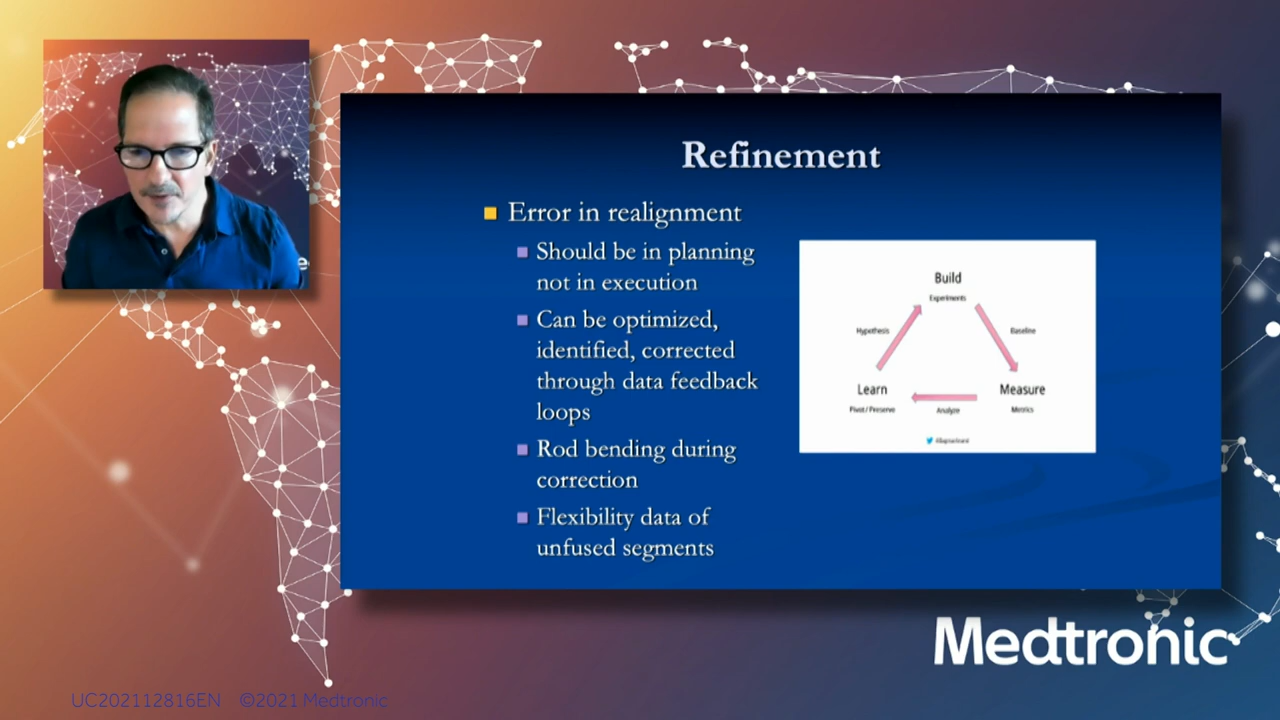 Refinement
Error in realignment
Should be in planning
not in execution
Can be optimized,
identified, corrected
through data feedback
loops
Rod bending during
correction
Flexibility data of
unfused segments
Build
Experiments
Hypothesis
Baseline
Learn
Measure
Pivot / Preserve
Analyze
Metrics
Medtronic
UC202112816EN ©2021 Medtronic